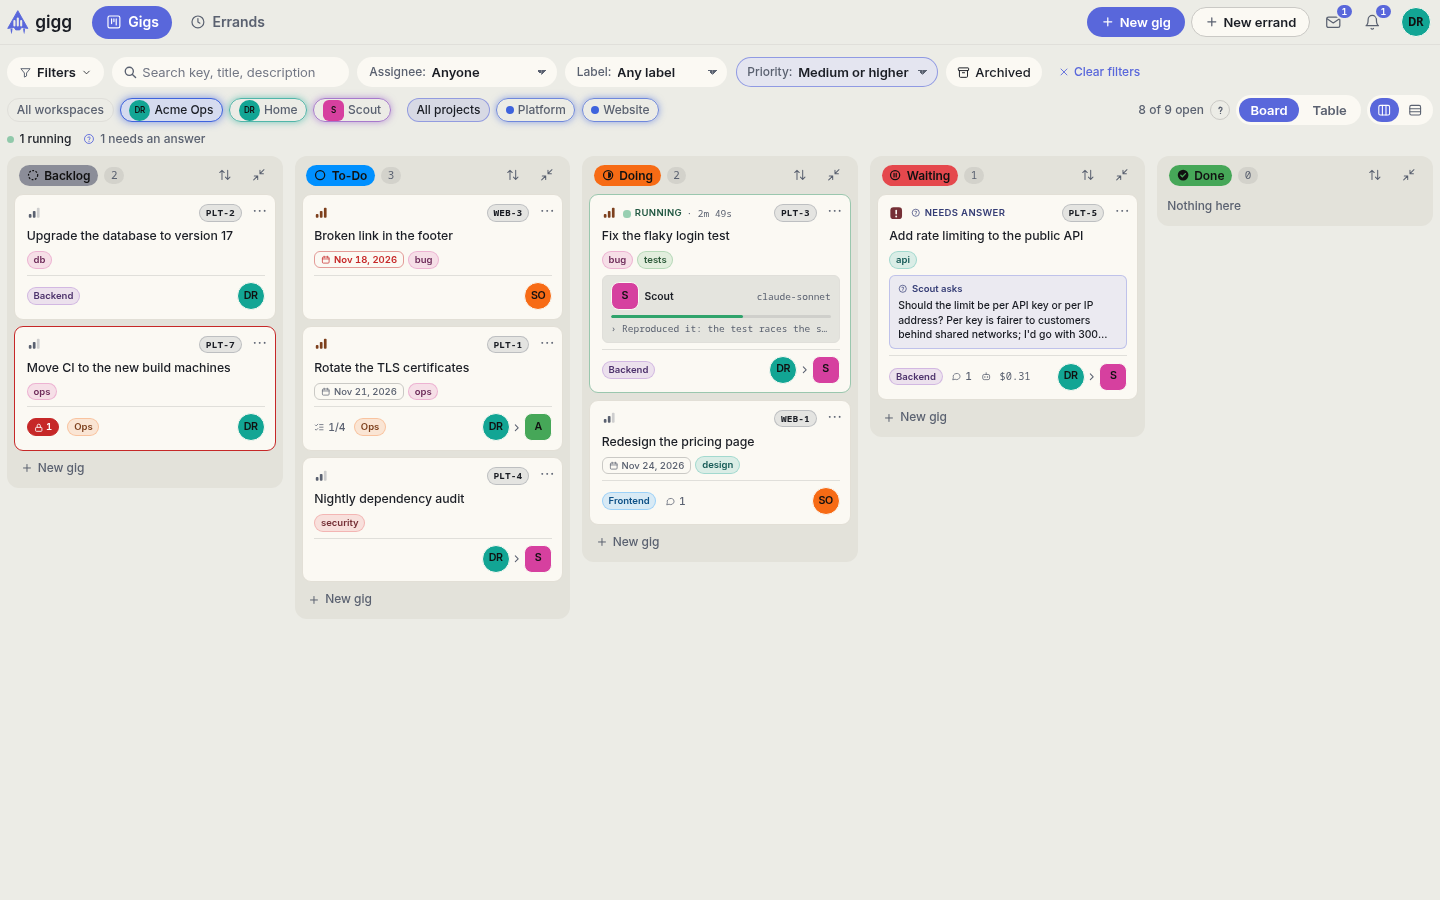 gigg
Gigs
Errands
New gig
New errand
1
1
DR
Filters
Search key, title, description
Assignee: Anyone
Label: Any label
Priority: Medium or higher
Archived
Clear filters
All workspaces
DR Acme Ops
DR Home
S Scout
All projects
Platform
Website
8 of 9 open
?
Board
Table
1 running
1 needs an answer
Backlog 2
PLT-2
Upgrade the database to version 17
db
Backend
DR
PLT-7
Move CI to the new build machines
ops
1
Ops
DR
New gig
To-Do 3
WEB-3
Broken link in the footer
Nov 18, 2026
bug
SO
PLT-1
Rotate the TLS certificates
Nov 21, 2026
ops
1/4
Ops
DR
A
PLT-4
Nightly dependency audit
security
DR
S
New gig
Doing 2
RUNNING · 2m 49s
PLT-3
Fix the flaky login test
bug
tests
S
Scout
claude-sonnet
› Reproduced it: the test races the s…
Backend
DR
S
WEB-1
Redesign the pricing page
Nov 24, 2026
design
Frontend
1
SO
New gig
Waiting 1
NEEDS ANSWER
PLT-5
Add rate limiting to the public API
api
Scout asks
Should the limit be per API key or per IP
address? Per key is fairer to customers
behind shared networks; I'd go with 300…
Backend
1
$0.31
DR
S
New gig
Done 0
Nothing here